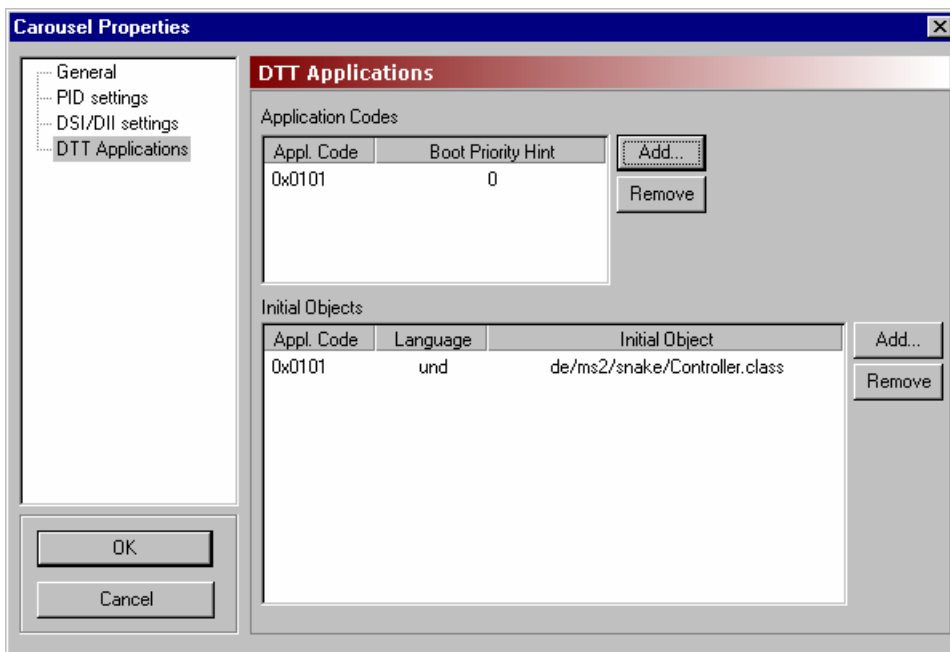 Carousel Properties
General
PID settings
DSI/DII settings
DTT Applications
OK
Cancel
DTT Applications
Application Codes
Appl. Code Boot Priority Hint
0x0101 0
Add...
Remove
Initial Objects
Appl. Code Language Initial Object
0x0101 und de/ms2/snake/Controller.class
Add...
Remove